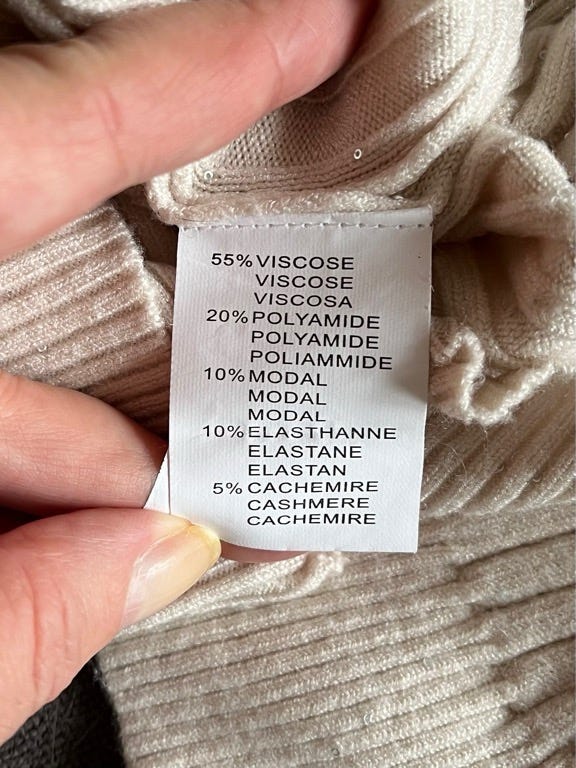 55% VISCOSE
VISCOSE
VISCOSA
20% POLYAMIDE
POLYAMIDE
POLIAMMIDE
10% MODAL
MODAL
MODAL
10% ELASTHANNE
ELASTANE
ELASTAN
5% CACHEMIRE
CASHMERE
CACHEMIRE